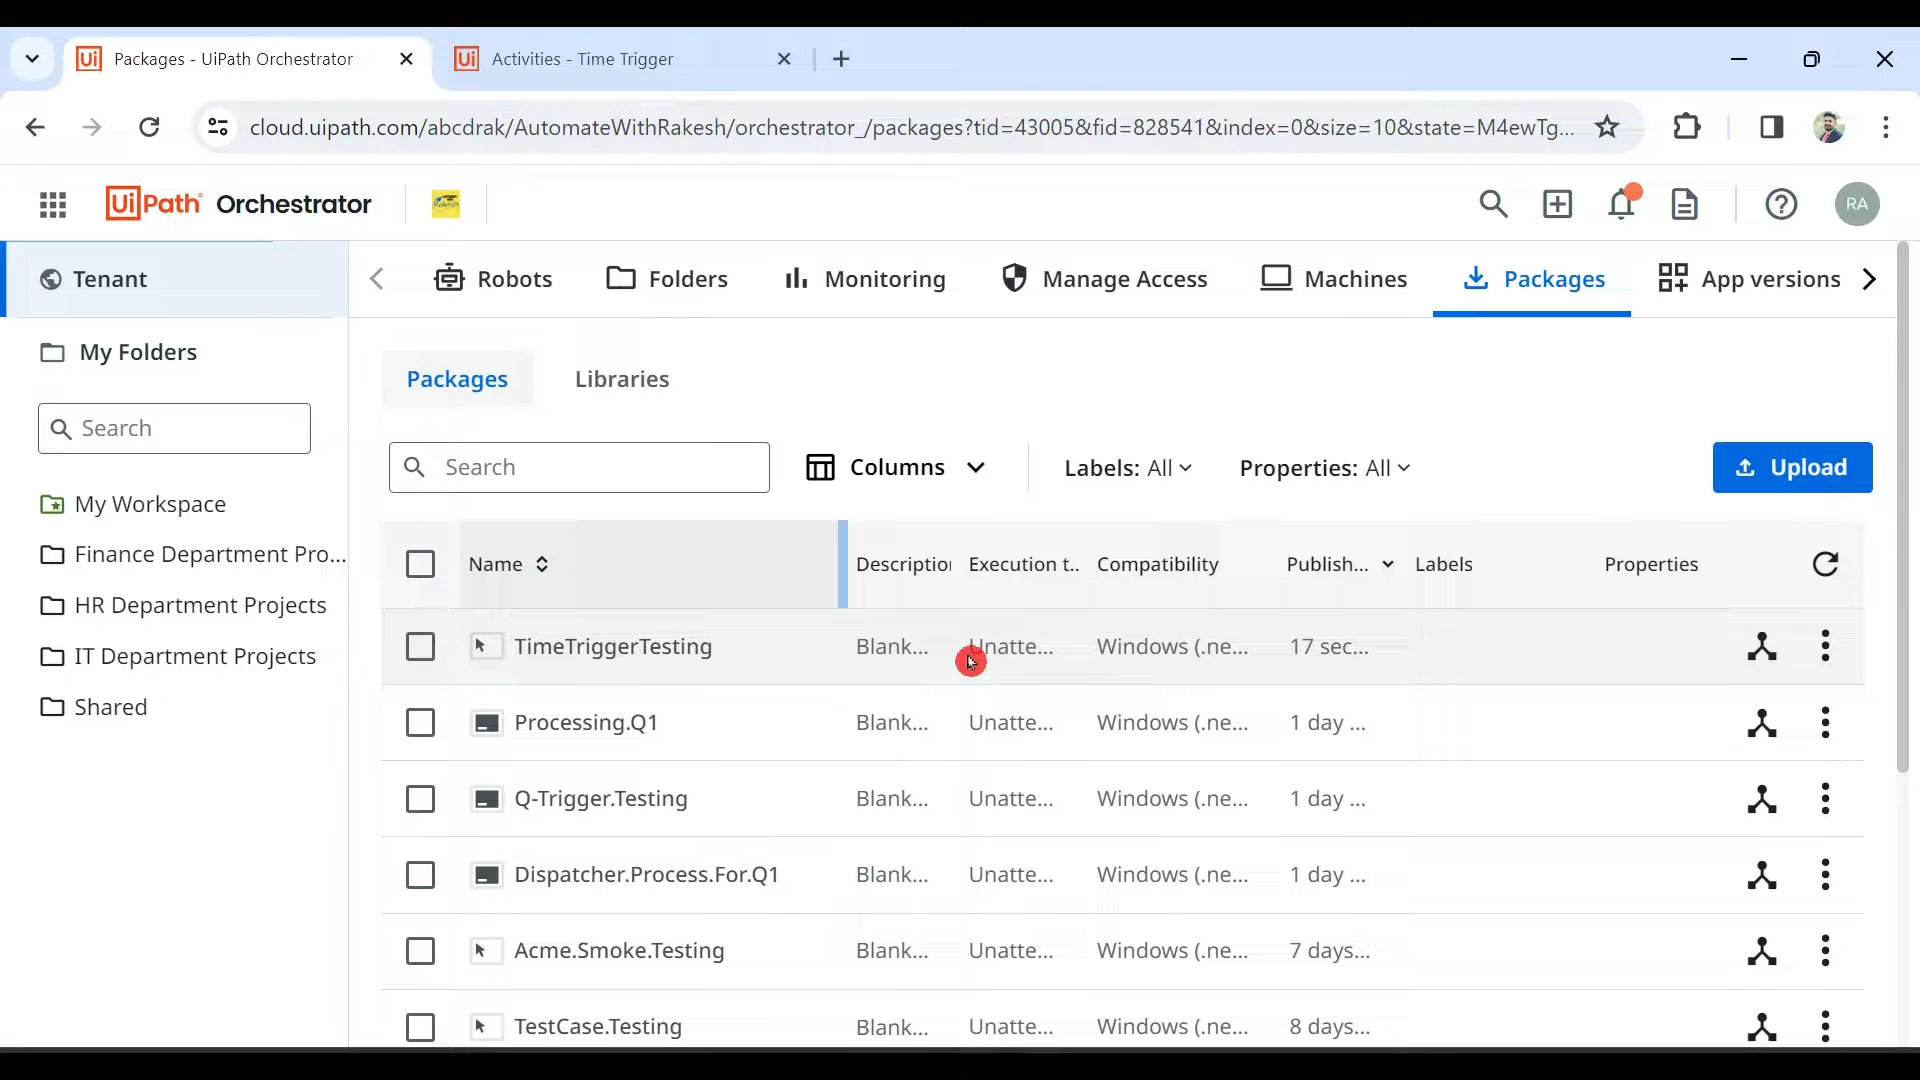 Packages - UiPath Orchestrator
Activities - Time Trigger
cloud.uipath.com/abcdrak/AutomateWithRakesh/orchestrator_/packages?tid=43005&fid=828541&index=0&size=10&state=M4ewTg...
UiPath Orchestrator
RA
Tenant
Robots
Folders
Monitoring
Manage Access
Machines
Packages
App versions
My Folders
Search
My Workspace
Finance Department Pro...
HR Department Projects
IT Department Projects
Shared
Packages
Libraries
Search
Columns
Labels: All
Properties: All
Upload
Name Description Execution t.. Compatibility Publish... Labels Properties
TimeTriggerTesting Blank... Unatte... Windows (.ne... 17 sec...
Processing.Q1 Blank... Unatte... Windows (.ne... 1 day ...
Q-Trigger.Testing Blank... Unatte... Windows (.ne... 1 day ...
Dispatcher.Process.For.Q1 Blank... Unatte... Windows (.ne... 1 day ...
Acme.Smoke.Testing Blank... Unatte... Windows (.ne... 7 days...
TestCase.Testing Blank... Unatte... Windows (.ne... 8 days...